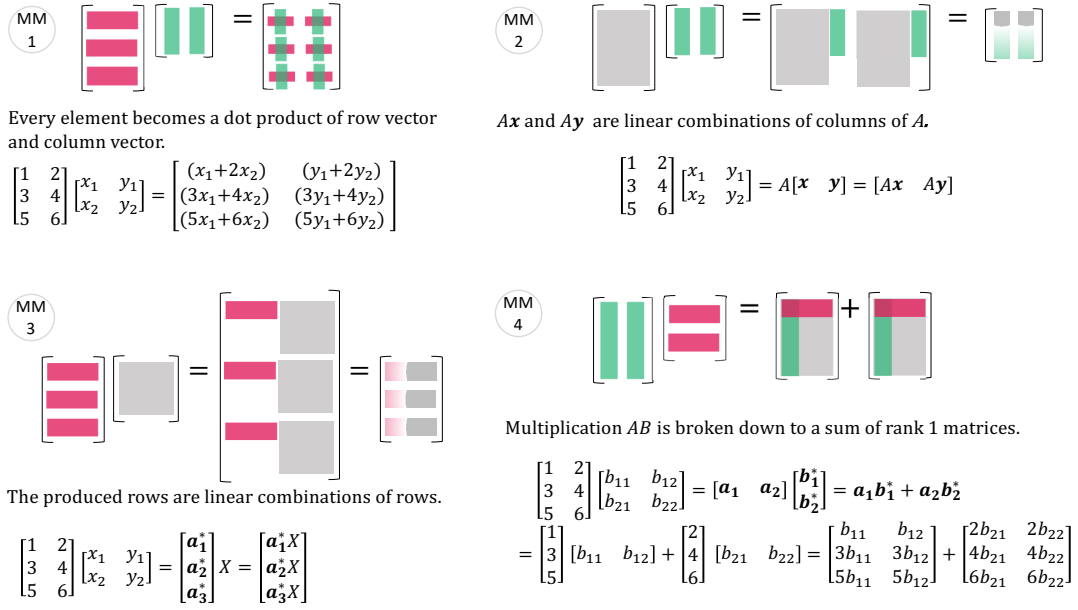 MM
1
=
Every element becomes a dot product of row vector
and column vector.
[1 2; 3 4; 5 6] [x₁ y₁; x₂ y₂] = [(x₁+2x₂) (y₁+2y₂); (3x₁+4x₂) (3y₁+4y₂); (5x₁+6x₂) (5y₁+6y₂)]
MM
2
= =
Ax and Ay are linear combinations of columns of A.
[1 2; 3 4; 5 6] [x₁ y₁; x₂ y₂] = A[x y] = [Ax Ay]
MM
3
= =
The produced rows are linear combinations of rows.
[1 2; 3 4; 5 6] [x₁ y₁; x₂ y₂] = [a₁*; a₂*; a₃*] X = [a₁*X; a₂*X; a₃*X]
MM
4
= +
Multiplication AB is broken down to a sum of rank 1 matrices.
[1 2; 3 4; 5 6] [b₁₁ b₁₂; b₂₁ b₂₂] = [a₁ a₂] [b₁*; b₂*] = a₁b₁* + a₂b₂*
= [1; 3; 5] [b₁₁ b₁₂] + [2; 4; 6] [b₂₁ b₂₂] = [b₁₁ b₁₂; 3b₁₁ 3b₁₂; 5b₁₁ 5b₁₂] + [2b₂₁ 2b₂₂; 4b₂₁ 4b₂₂; 6b₂₁ 6b₂₂]